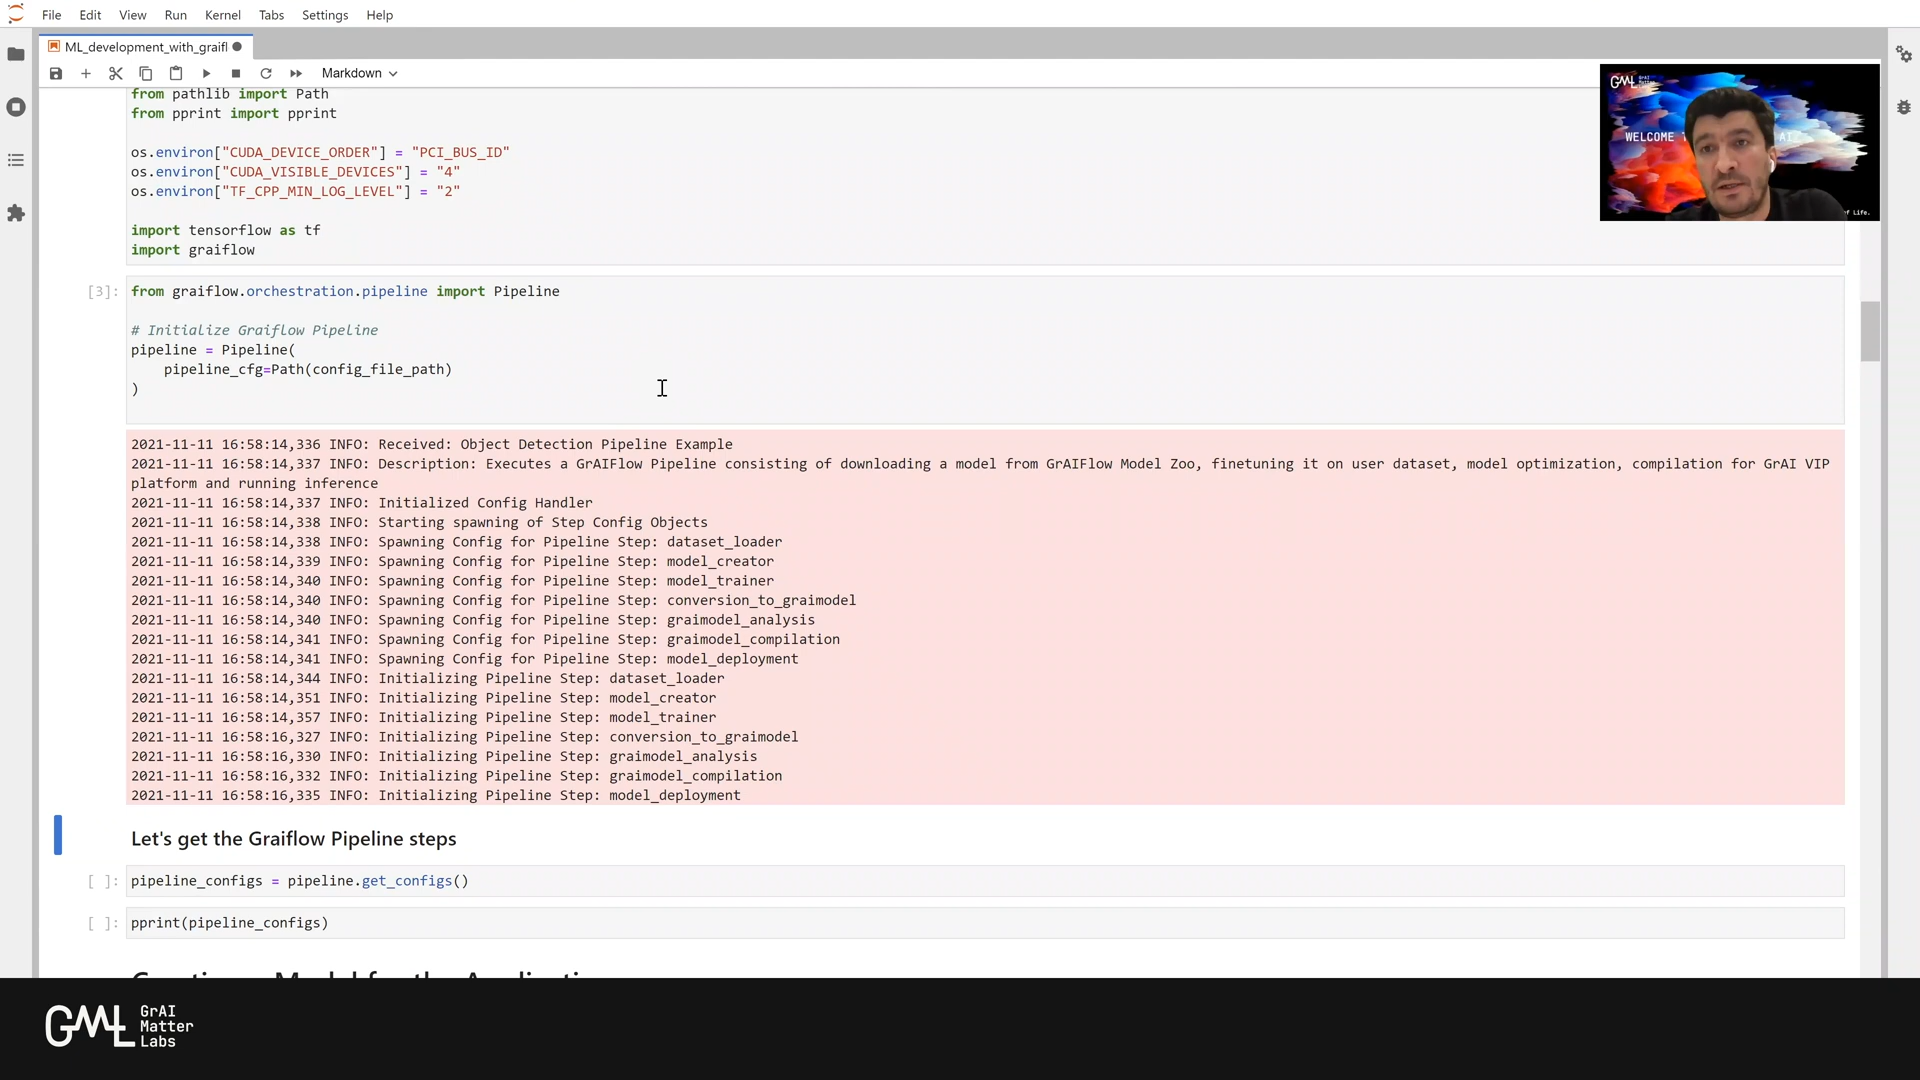 File Edit View Run Kernel Tabs Settings Help
ML_development_with_graifl
Markdown
from pathlib import Path
from pprint import pprint
os.environ["CUDA_DEVICE_ORDER"] = "PCI_BUS_ID"
os.environ["CUDA_VISIBLE_DEVICES"] = "4"
os.environ["TF_CPP_MIN_LOG_LEVEL"] = "2"
import tensorflow as tf
import graiflow
[3]: from graiflow.orchestration.pipeline import Pipeline
# Initialize Graiflow Pipeline
pipeline = Pipeline(
pipeline_cfg=Path(config_file_path)
)
2021-11-11 16:58:14,336 INFO: Received: Object Detection Pipeline Example
2021-11-11 16:58:14,337 INFO: Description: Executes a GrAIFlow Pipeline consisting of downloading a model from GrAIFlow Model Zoo, finetuning it on user dataset, model optimization, compilation for GrAI VIP
platform and running inference
2021-11-11 16:58:14,337 INFO: Initialized Config Handler
2021-11-11 16:58:14,338 INFO: Starting spawning of Step Config Objects
2021-11-11 16:58:14,338 INFO: Spawning Config for Pipeline Step: dataset_loader
2021-11-11 16:58:14,339 INFO: Spawning Config for Pipeline Step: model_creator
2021-11-11 16:58:14,340 INFO: Spawning Config for Pipeline Step: model_trainer
2021-11-11 16:58:14,340 INFO: Spawning Config for Pipeline Step: conversion_to_graimodel
2021-11-11 16:58:14,340 INFO: Spawning Config for Pipeline Step: graimodel_analysis
2021-11-11 16:58:14,341 INFO: Spawning Config for Pipeline Step: graimodel_compilation
2021-11-11 16:58:14,341 INFO: Spawning Config for Pipeline Step: model_deployment
2021-11-11 16:58:14,344 INFO: Initializing Pipeline Step: dataset_loader
2021-11-11 16:58:14,351 INFO: Initializing Pipeline Step: model_creator
2021-11-11 16:58:14,357 INFO: Initializing Pipeline Step: model_trainer
2021-11-11 16:58:16,327 INFO: Initializing Pipeline Step: conversion_to_graimodel
2021-11-11 16:58:16,330 INFO: Initializing Pipeline Step: graimodel_analysis
2021-11-11 16:58:16,332 INFO: Initializing Pipeline Step: graimodel_compilation
2021-11-11 16:58:16,335 INFO: Initializing Pipeline Step: model_deployment
Let's get the Graiflow Pipeline steps
[ ]: pipeline_configs = pipeline.get_configs()
[ ]: pprint(pipeline_configs)
GML GrAI
Matter
Labs
GML GrAI
Matter
Labs
WELCOME
of Life.